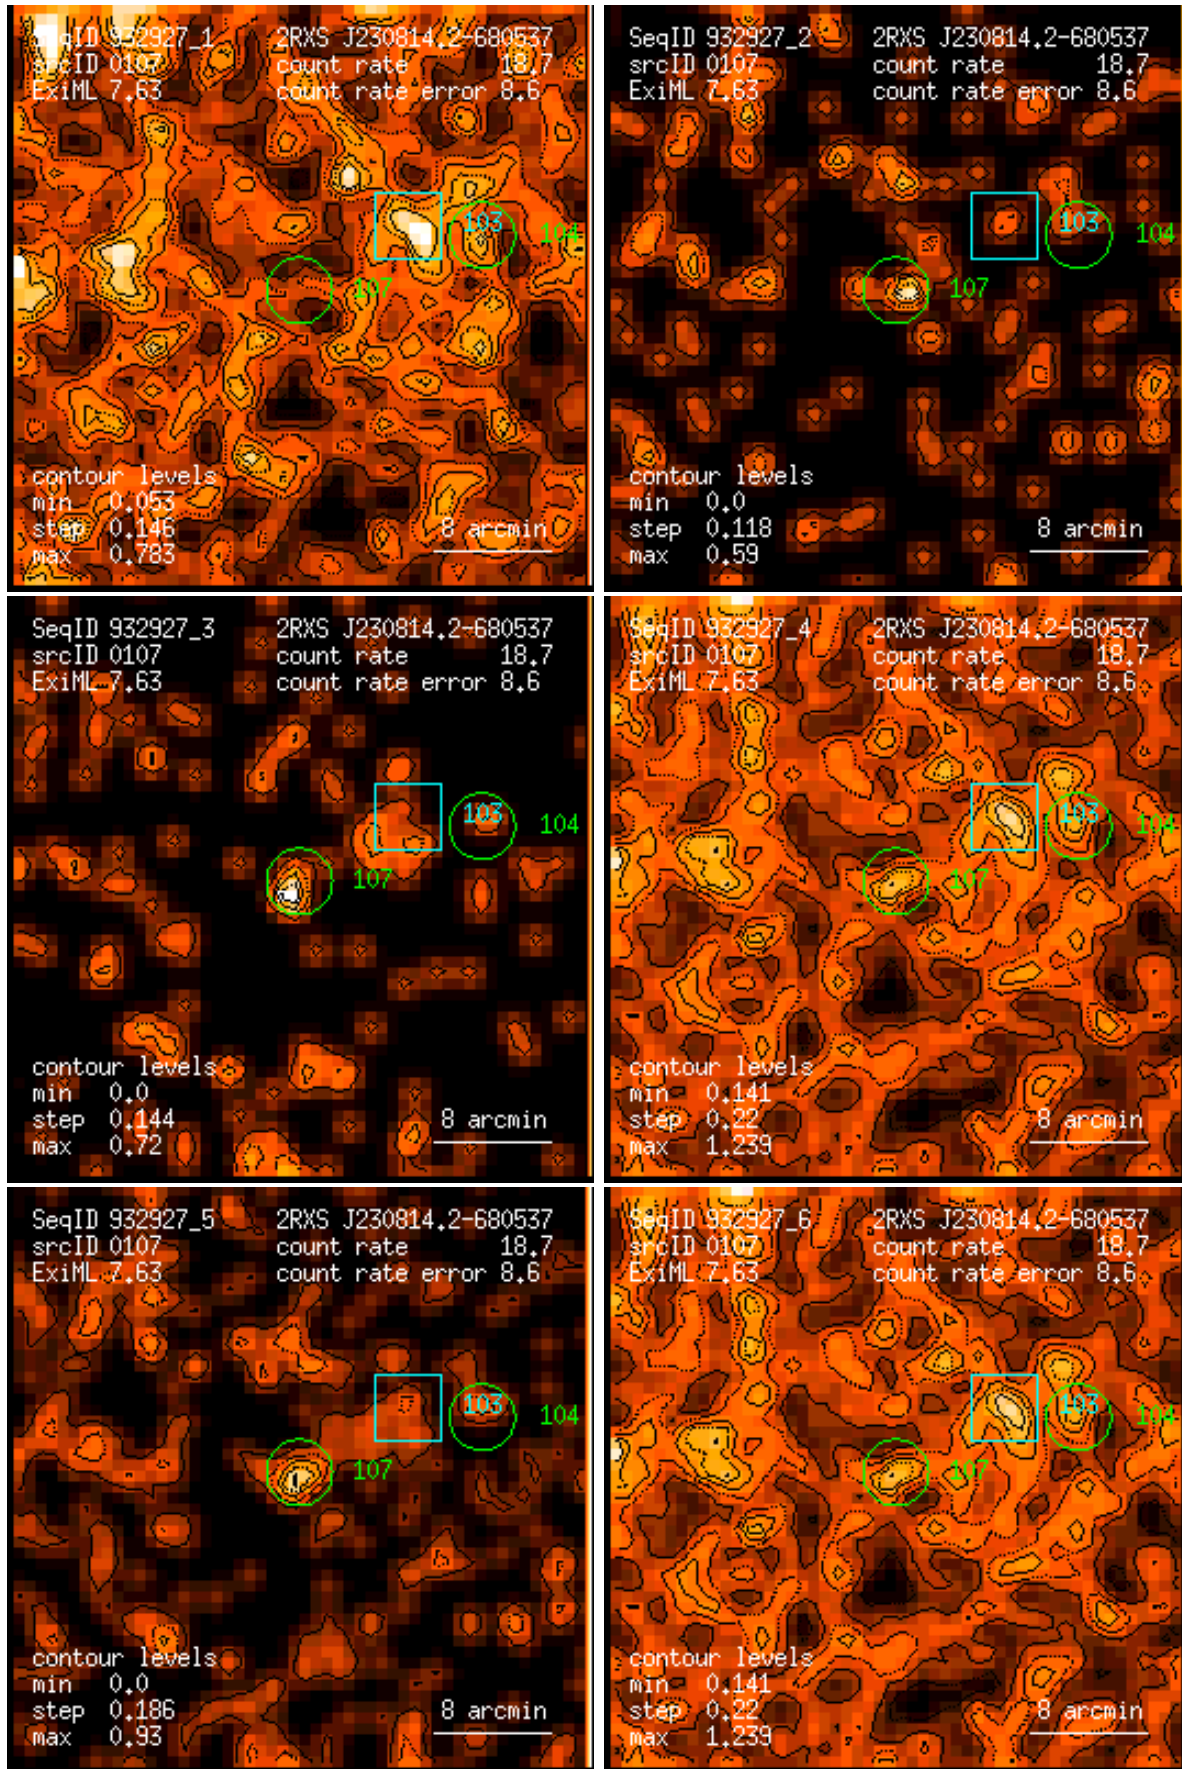 SeqID 932927_1 2RXS J230814.2-680537
srcID 0107 count rate 18.7
ExiML 7.63 count rate error 8.6
103
104
107
contour levels
min 0.053
step 0.146
max 0.783
8 arcmin
SeqID 932927_2 2RXS J230814.2-680537
srcID 0107 count rate 18.7
ExiML 7.63 count rate error 8.6
103
104
107
contour levels
min 0.0
step 0.118
max 0.59
8 arcmin
SeqID 932927_3 2RXS J230814.2-680537
srcID 0107 count rate 18.7
ExiML 7.63 count rate error 8.6
103
104
107
contour levels
min 0.0
step 0.144
max 0.72
8 arcmin
SeqID 932927_4 2RXS J230814.2-680537
srcID 0107 count rate 18.7
ExiML 7.63 count rate error 8.6
103
104
107
contour levels
min 0.141
step 0.22
max 1.239
8 arcmin
SeqID 932927_5 2RXS J230814.2-680537
srcID 0107 count rate 18.7
ExiML 7.63 count rate error 8.6
103
104
107
contour levels
min 0.0
step 0.186
max 0.93
8 arcmin
SeqID 932927_6 2RXS J230814.2-680537
srcID 0107 count rate 18.7
ExiML 7.63 count rate error 8.6
103
104
107
contour levels
min 0.141
step 0.22
max 1.239
8 arcmin